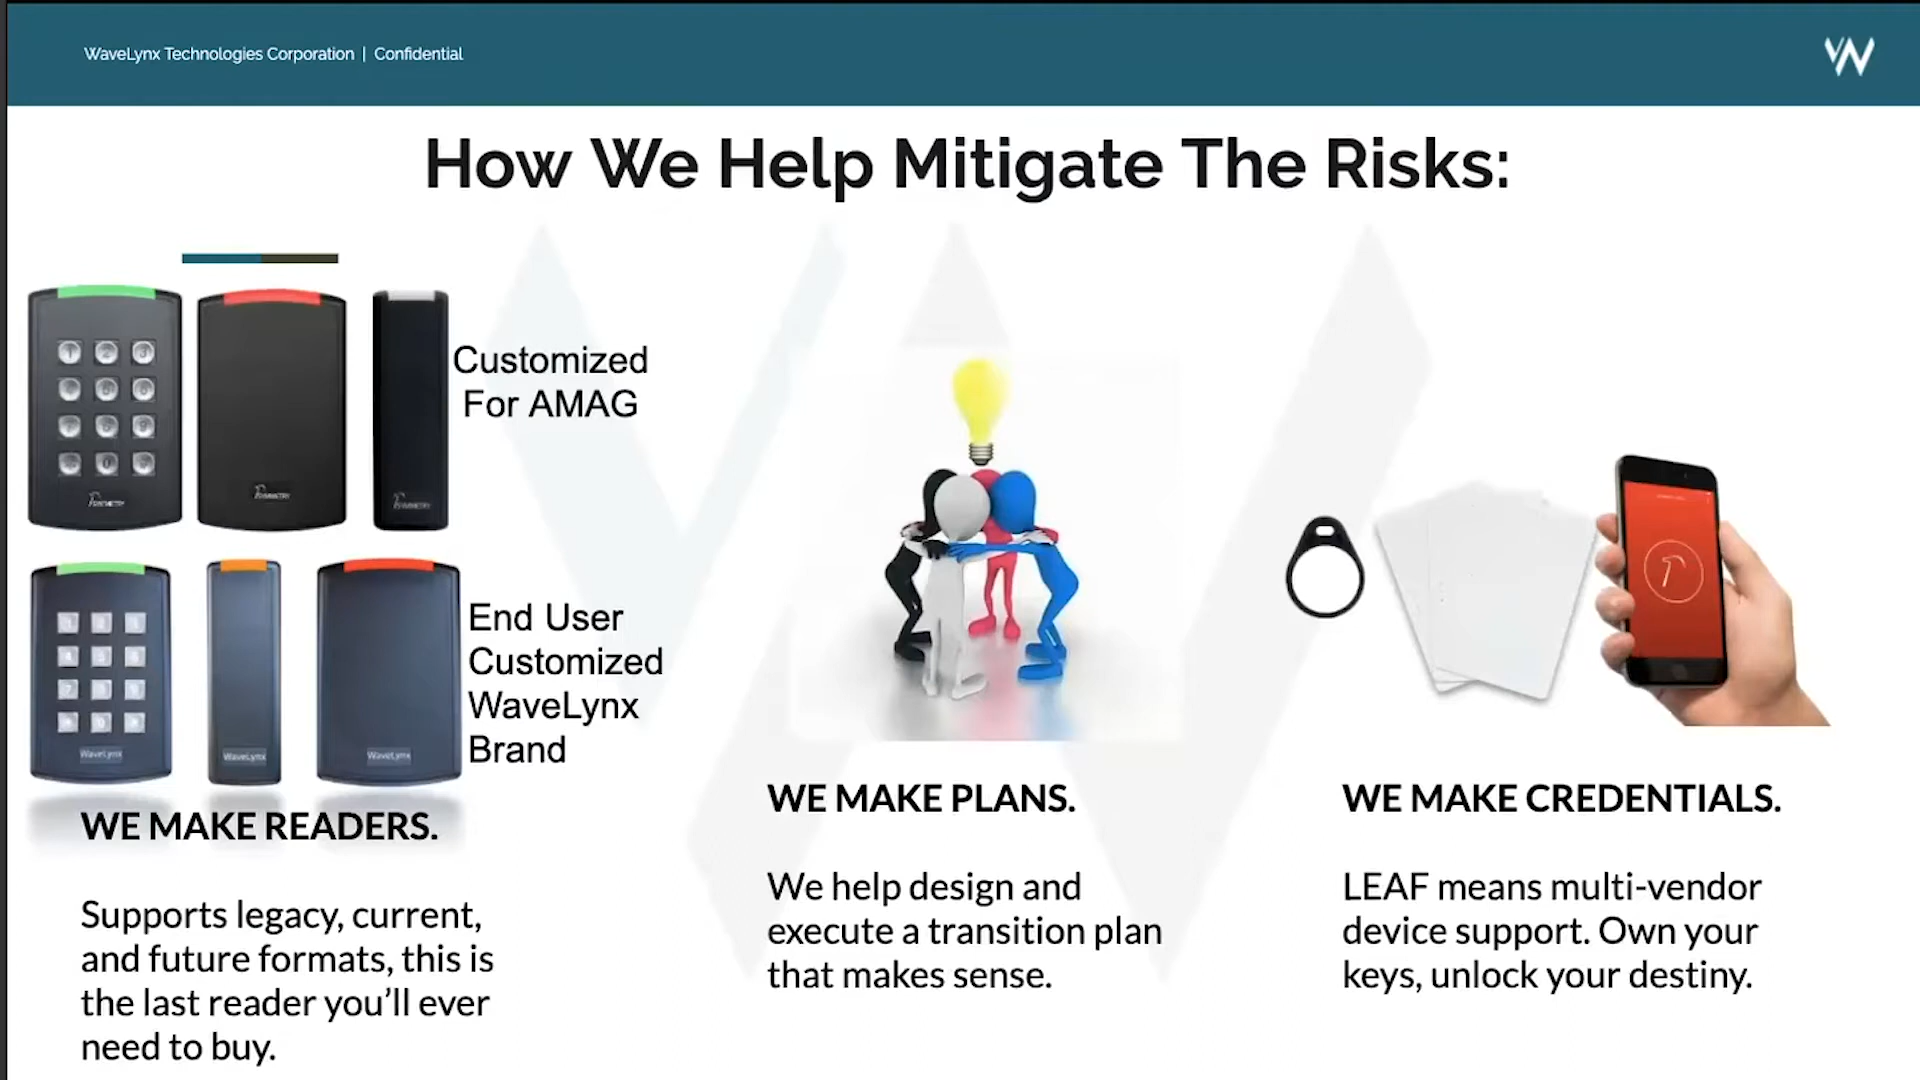 WaveLynx Technologies Corporation | Confidential
How We Help Mitigate The Risks:
Customized
For AMAG
End User
Customized
WaveLynx
Brand
WaveLynx
WaveLynx
WaveLynx
WE MAKE READERS.
Supports legacy, current,
and future formats, this is
the last reader you’ll ever
need to buy.
WE MAKE PLANS.
We help design and
execute a transition plan
that makes sense.
WE MAKE CREDENTIALS.
LEAF means multi-vendor
device support. Own your
keys, unlock your destiny.